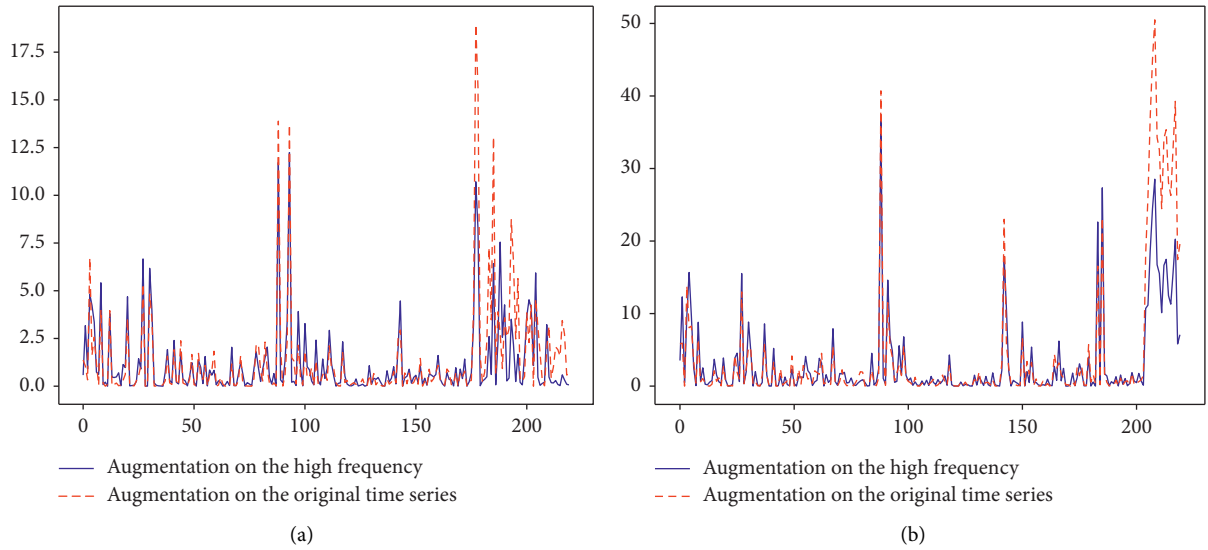 17.5
15.0
12.5
10.0
7.5
5.0
2.5
0.0
0 50 100 150 200
Augmentation on the high frequency
Augmentation on the original time series
(a)
50
40
30
20
10
0
0 50 100 150 200
Augmentation on the high frequency
Augmentation on the original time series
(b)